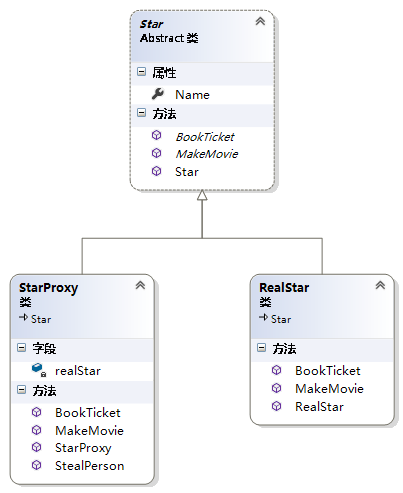 Star
Abstract 类
属性
Name
方法
BookTicket
MakeMovie
Star
StarProxy
类
Star
字段
realStar
方法
BookTicket
MakeMovie
StarProxy
StealPerson
RealStar
类
Star
方法
BookTicket
MakeMovie
RealStar